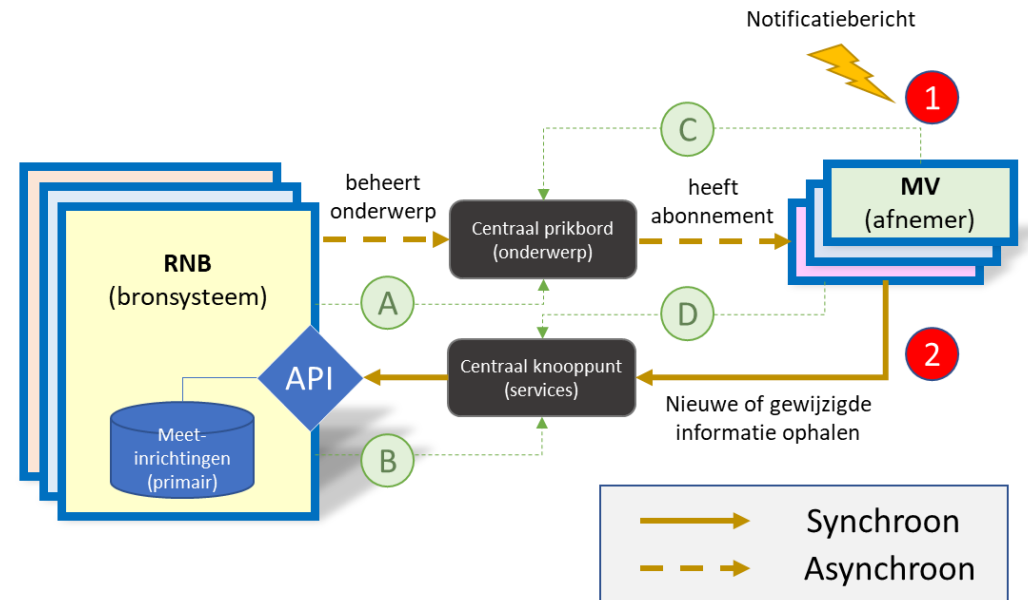 Notificatiebericht
1
C
MV
(afnemer)
beheert
onderwerp
heeft
abonnement
Centraal prikbord
(onderwerp)
RNB
(bronsysteem)
A
D
Centraal knooppunt
(services)
2
API
Nieuwe of gewijzigde
informatie ophalen
Meet-
inrichtingen
(primair)
B
Synchroon
Asynchroon